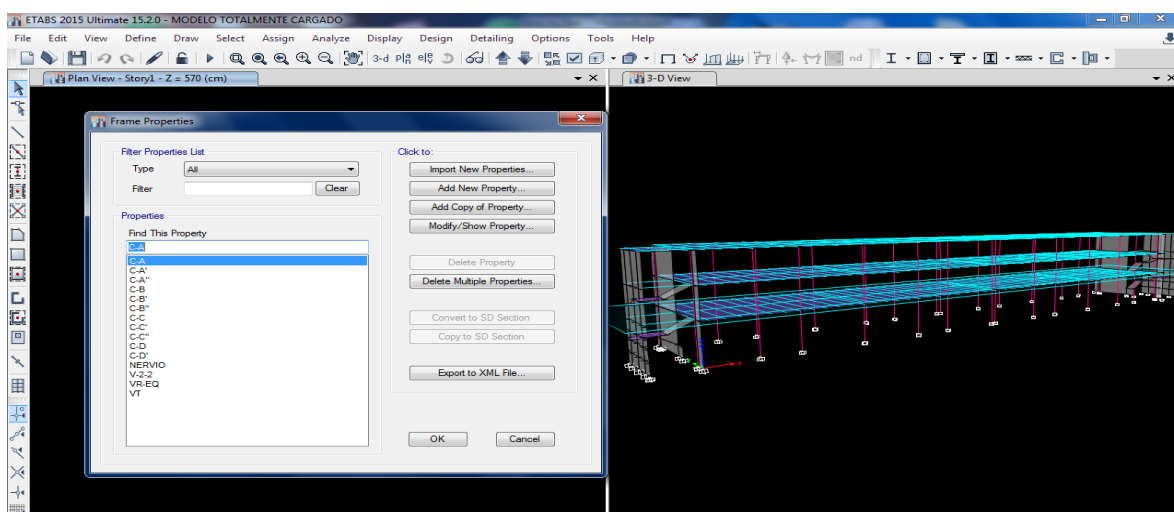 ETABS 2015 Ultimate 15.2.0 - MODELO TOTALMENTE CARGADO
File Edit View Define Draw Select Assign Analyze Display Design Detailing Options Tools Help
3-d plả elẹ nd
Plan View - Story1 - Z = 570 (cm)
3-D View
Frame Properties
Filter Properties List
Type All
Filter Clear
Properties
Find This Property
C-A
C-A
C-A'
C-A''
C-B
C-B'
C-B''
C-C
C-C'
C-C''
C-D
C-D'
NERVIO
V-2-2
VR-EQ
VT
Click to:
Import New Properties...
Add New Property...
Add Copy of Property...
Modify/Show Property...
Delete Property
Delete Multiple Properties...
Convert to SD Section
Copy to SD Section
Export to XML File...
OK Cancel
X